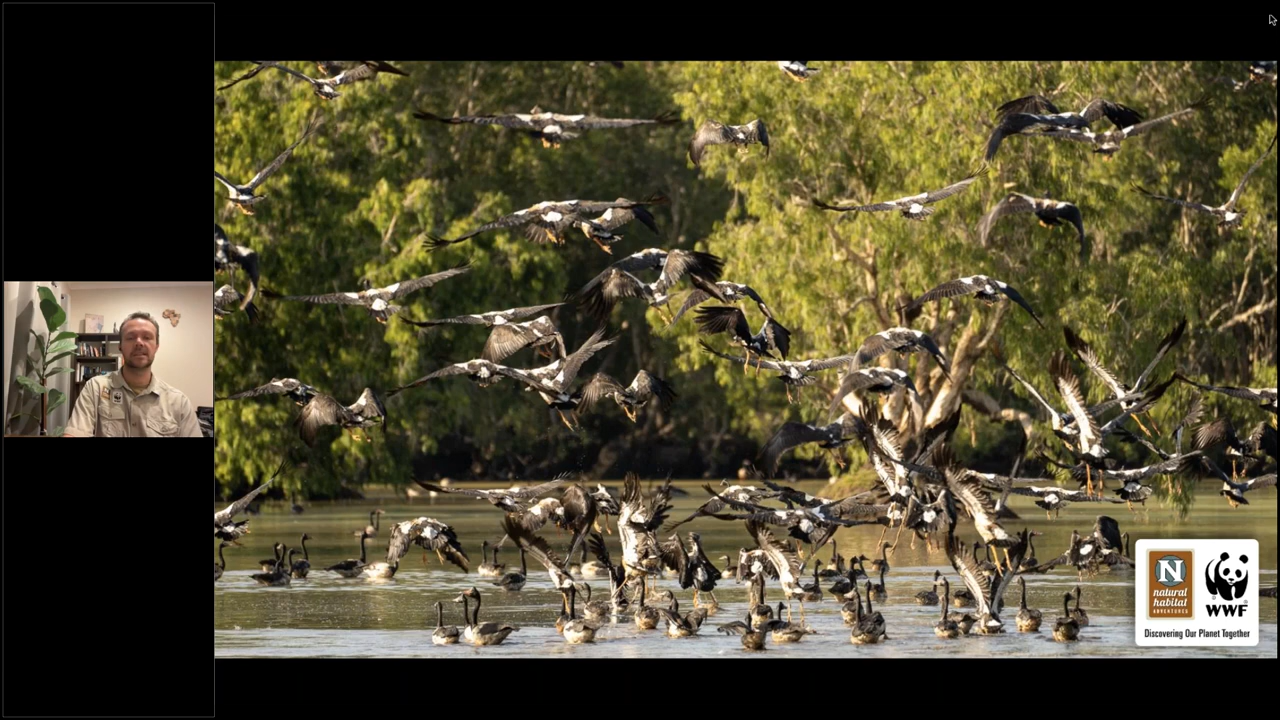 N
natural
habitat
ADVENTURES
WWF
Discovering Our Planet Together